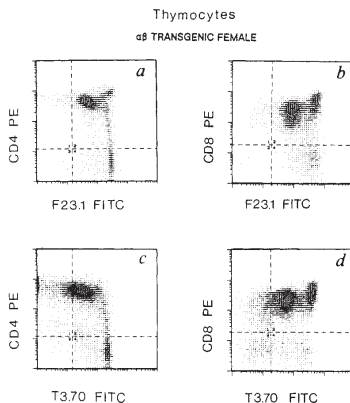 Thymocytes
αβ TRANSGENIC FEMALE
a
b
CD4 PE
CD8 PE
F23.1 FITC
F23.1 FITC
c
d
CD4 PE
CD8 PE
T3.70 FITC
T3.70 FITC